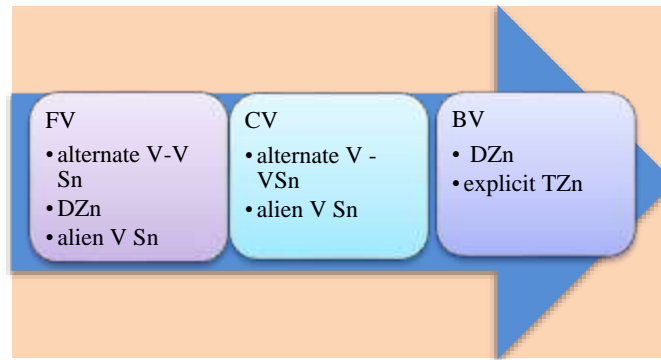 FV
• alternate V-V
Sn
• DZn
• alien V Sn
CV
• alternate V -
VSn
• alien V Sn
BV
• DZn
• explicit TZn